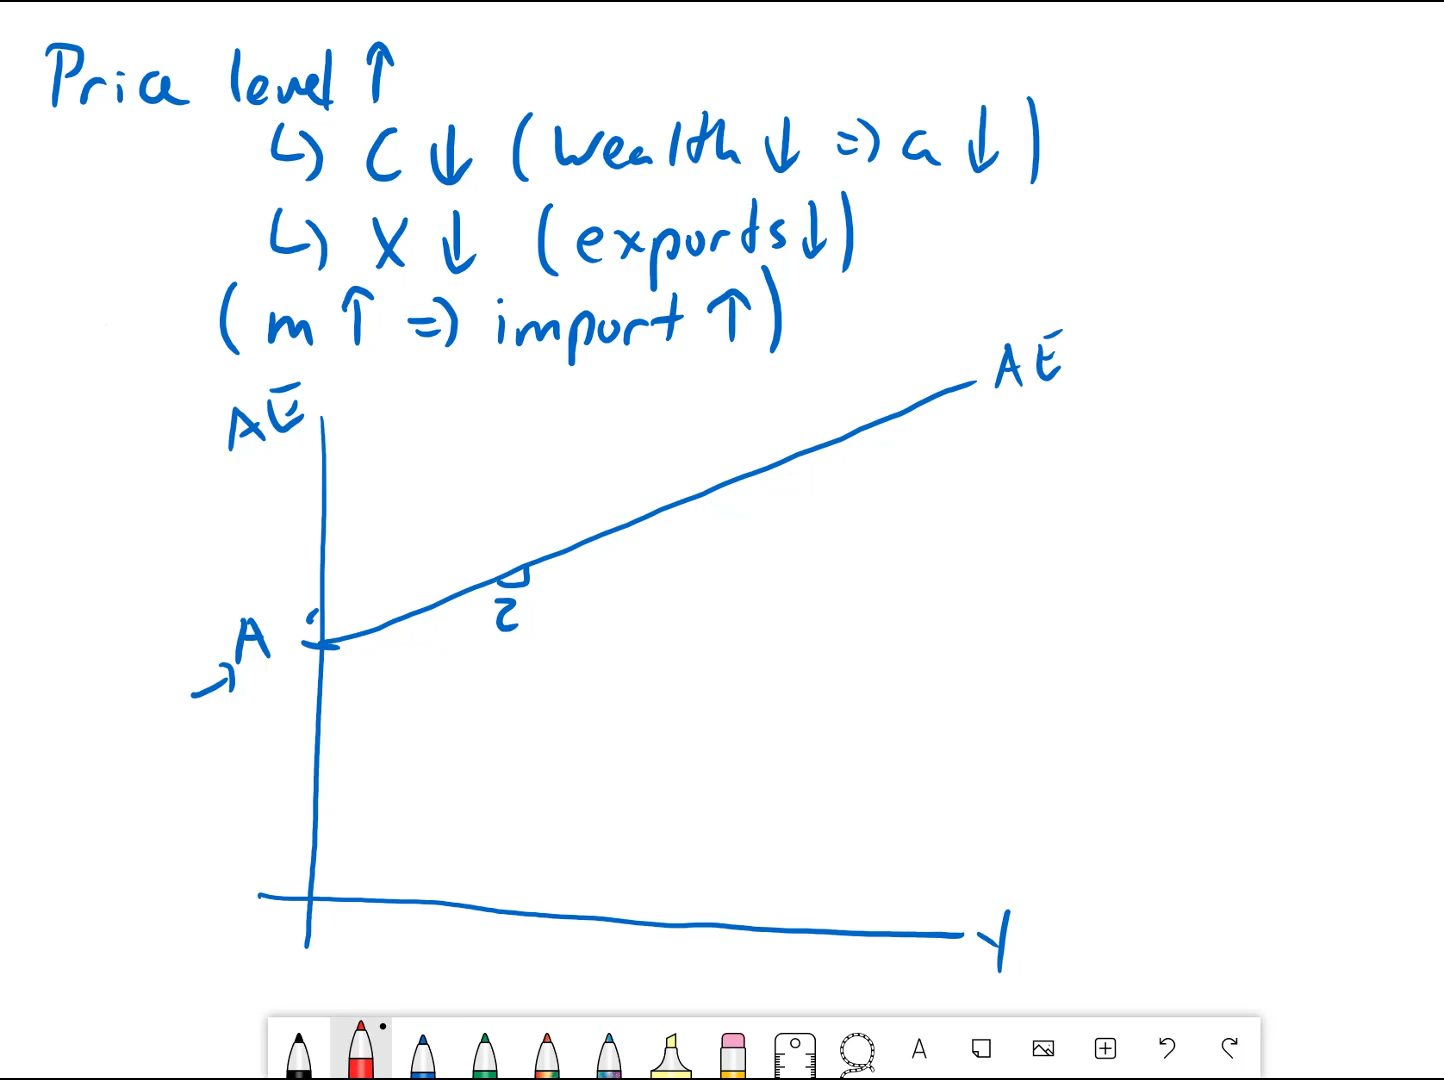 Price level ↑
↳ C ↓ (wealth ↓ => a ↓)
↳ X ↓ (exports ↓)
(m ↑ => import ↑)
AE
AE
z
A
→
Y
A